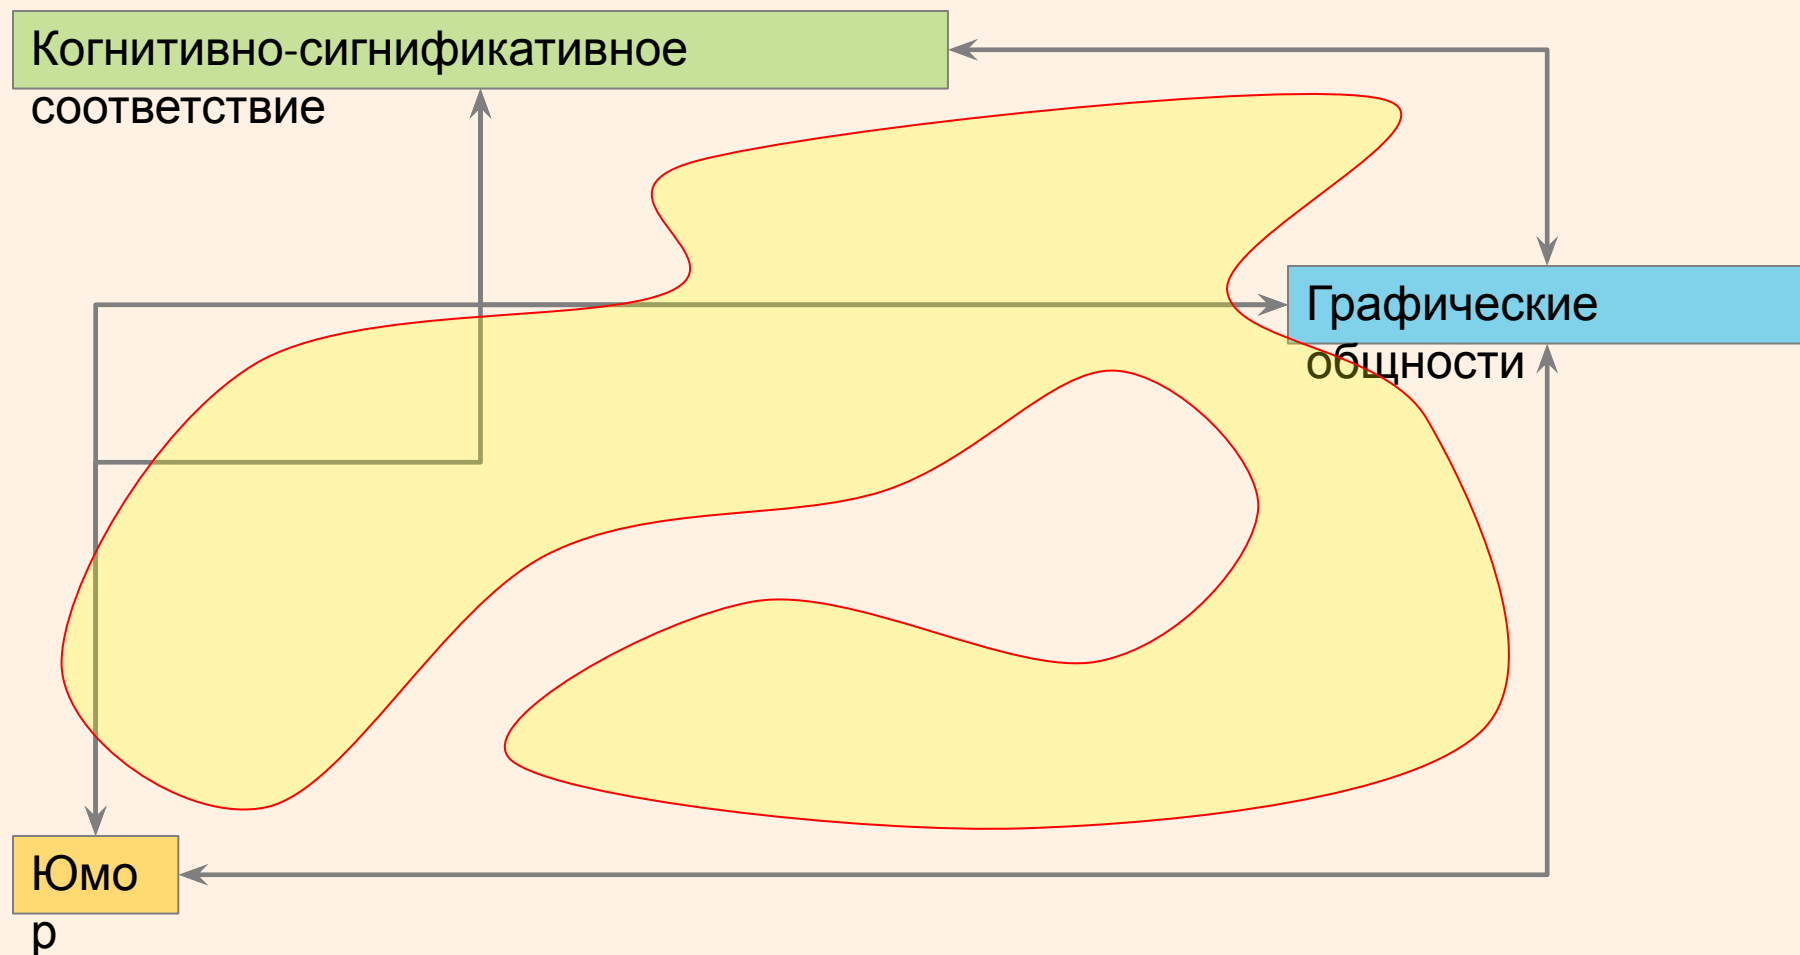 Когнитивно-сигнификативное
соответствие
Графические
общности
Юмо
р